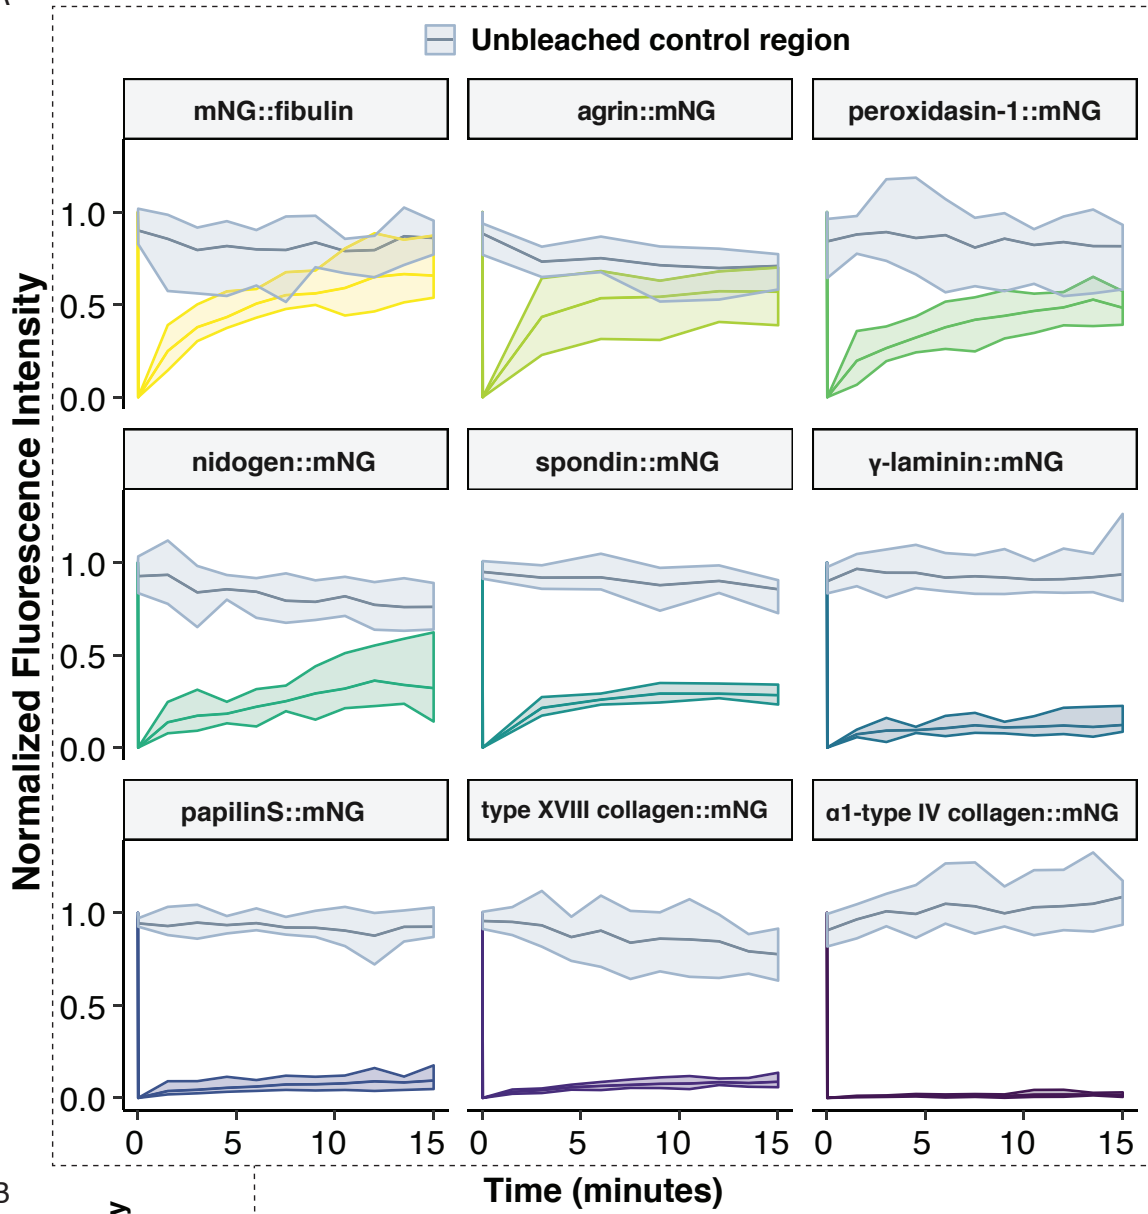 Unbleached control region
mNG::fibulin
agrin::mNG
peroxidasin-1::mNG
1.0
0.5
0.0
nidogen::mNG
spondin::mNG
γ-laminin::mNG
1.0
0.5
0.0
papilinS::mNG
type XVIII collagen::mNG
α1-type IV collagen::mNG
1.0
0.5
0.0
0 5 10 15
0 5 10 15
0 5 10 15
Normalized Fluorescence Intensity
Time (minutes)